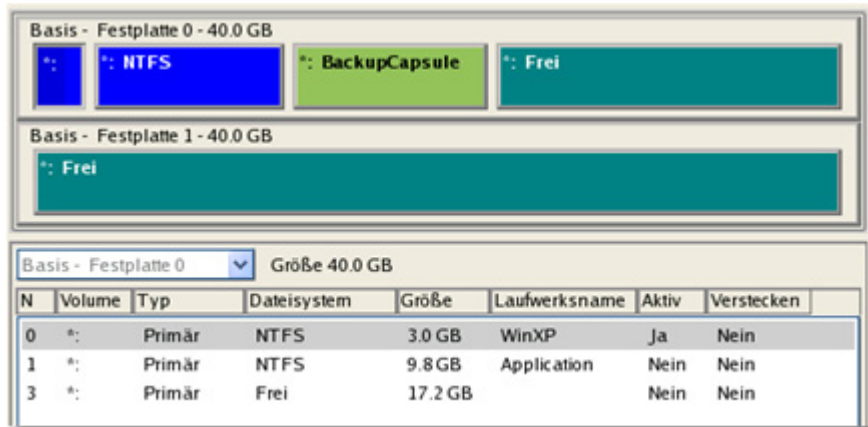 Basis - Festplatte 0 - 40.0 GB
*: *: NTFS *: BackupCapsule *: Frei
Basis - Festplatte 1 - 40.0 GB
*: Frei
Basis - Festplatte 0 Größe 40.0 GB
N Volume Typ Dateisystem Größe Laufwerksname Aktiv Verstecken
0 *: Primär NTFS 3.0 GB WinXP Ja Nein
1 *: Primär NTFS 9.8 GB Application Nein Nein
3 *: Primär Frei 17.2 GB Nein Nein